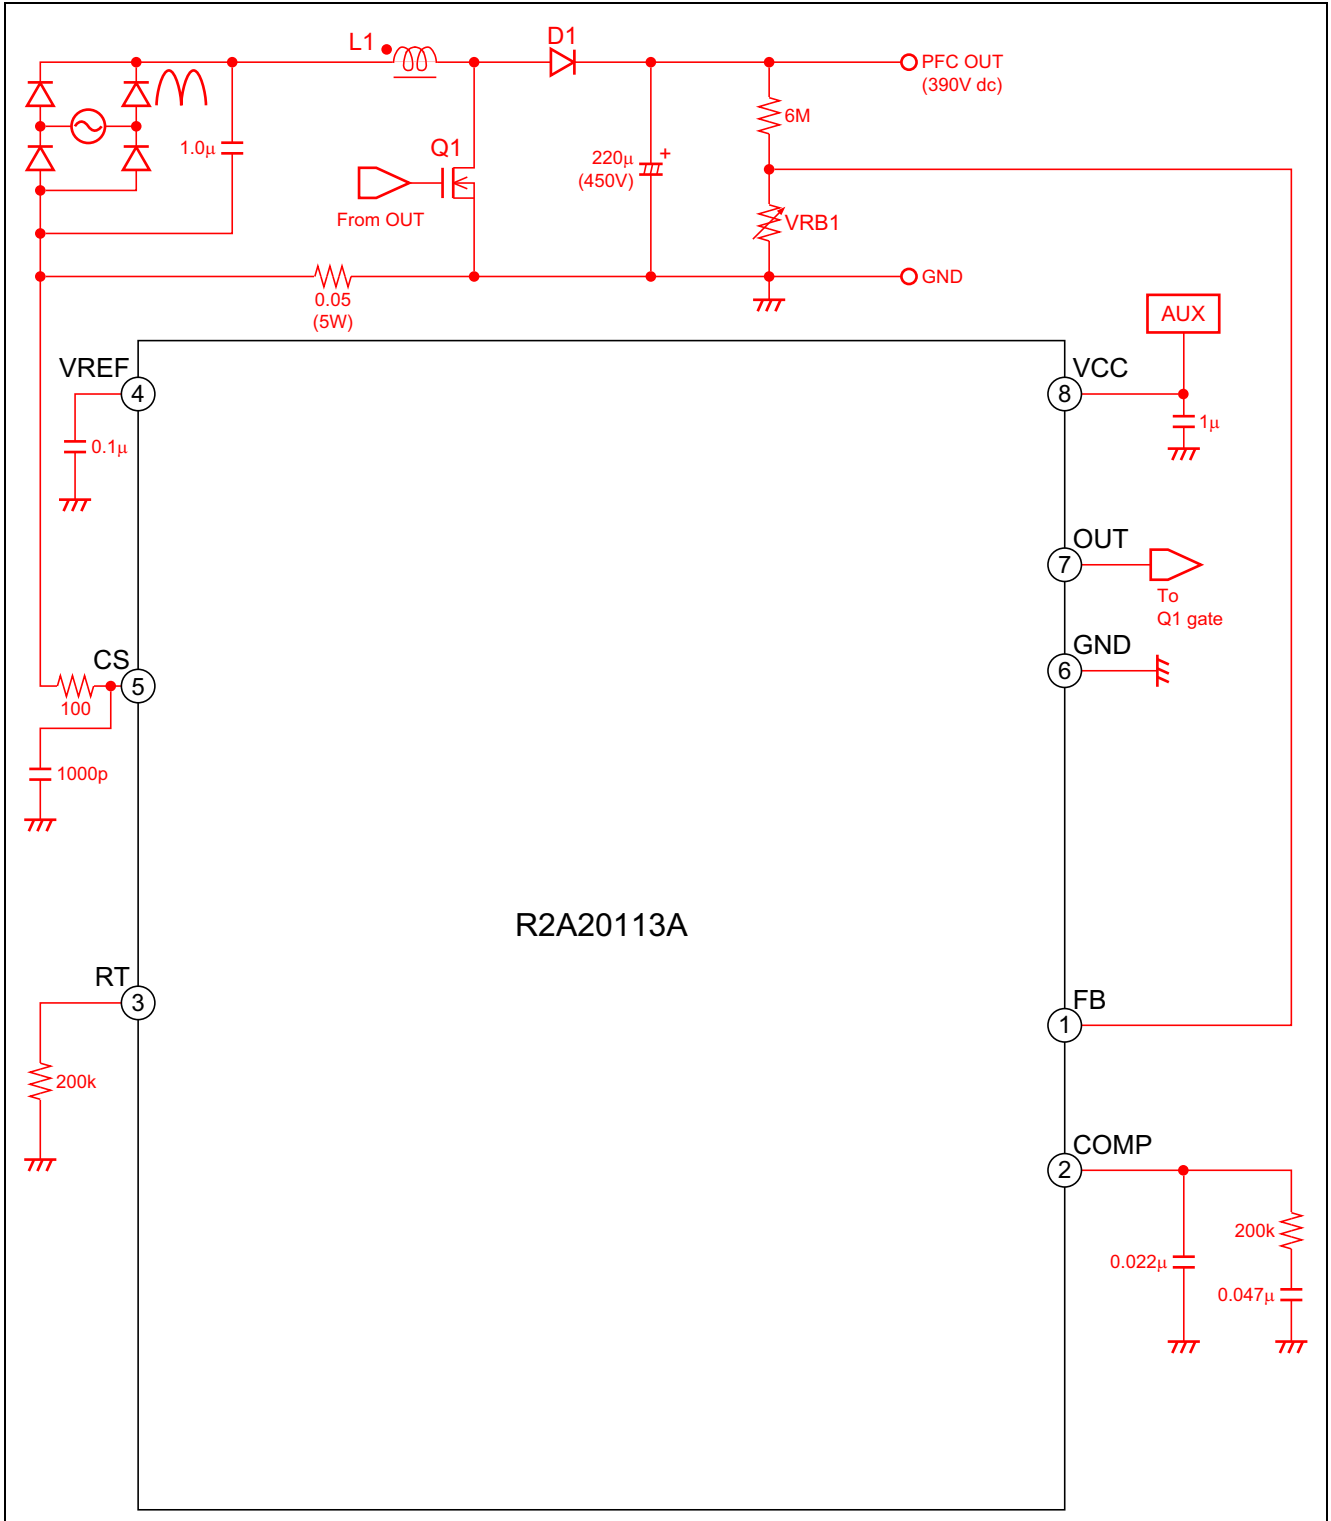 L1
D1
PFC OUT
(390V dc)
6M
1.0µ
Q1
220µ
+
(450V)
From OUT
VRB1
0.05
(5W)
GND
AUX
VREF
4
VCC
8
0.1µ
1µ
OUT
7
To
Q1 gate
GND
6
CS
5
100
1000p
R2A20113A
RT
3
FB
1
200k
COMP
2
200k
0.022µ
0.047µ